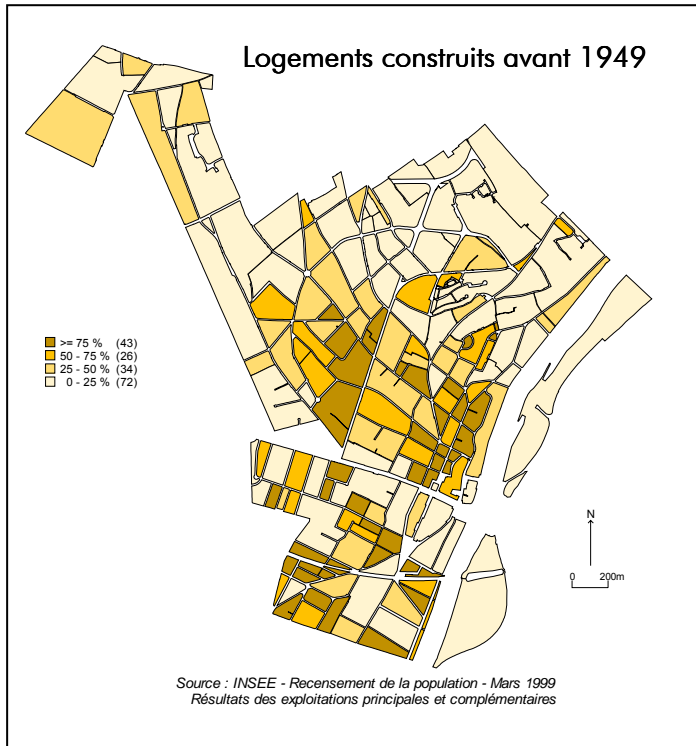 Logements construits avant 1949
>= 75 % (43)
50 - 75 % (26)
25 - 50 % (34)
0 - 25 % (72)
N
0 200m
Source : INSEE - Recensement de la population - Mars 1999
Résultats des exploitations principales et complémentaires